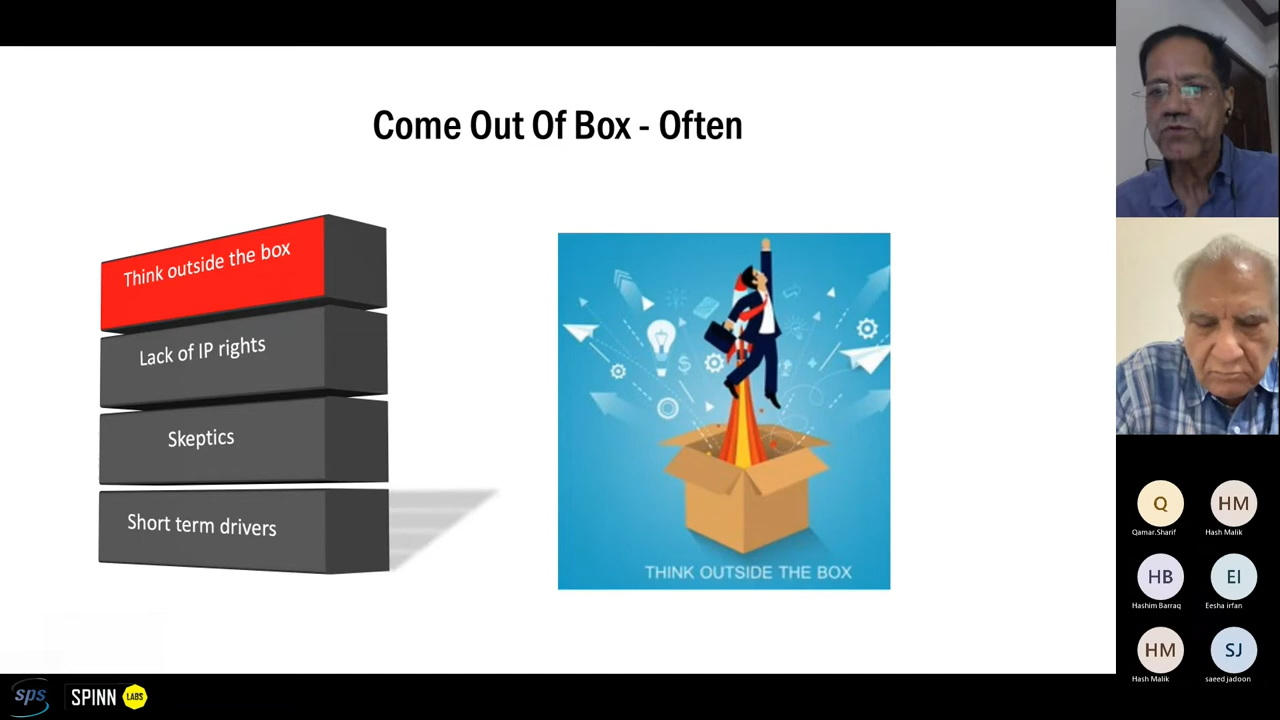 Come Out Of Box - Often
Think outside the box
Lack of IP rights
Skeptics
Short term drivers
$
THINK OUTSIDE THE BOX
sps
SPINN LABS
Q
HM
Qamar.Sharif
Hash Malik
HB
EI
Hashim Barraq
Eesha irfan
HM
SJ
Hash Malik
saeed jadoon